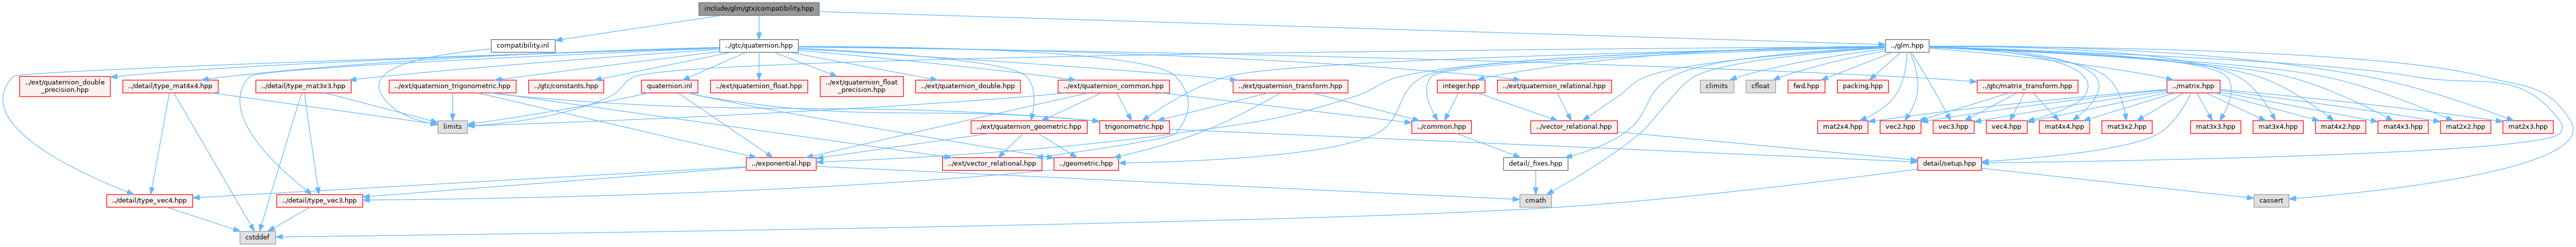 include/glm/gtx/compatibility.hpp
compatibility.inl
../gtc/quaternion.hpp
../glm.hpp
../ext/quaternion_double
_precision.hpp
../detail/type_mat4x4.hpp
../detail/type_mat3x3.hpp
../ext/quaternion_trigonometric.hpp
../gtc/constants.hpp
quaternion.inl
../ext/quaternion_float.hpp
../ext/quaternion_float
_precision.hpp
../ext/quaternion_double.hpp
../ext/quaternion_common.hpp
../ext/quaternion_transform.hpp
integer.hpp
../ext/quaternion_relational.hpp
climits
cfloat
fwd.hpp
packing.hpp
../gtc/matrix_transform.hpp
../matrix.hpp
limits
../ext/quaternion_geometric.hpp
trigonometric.hpp
../common.hpp
../vector_relational.hpp
mat2x4.hpp
vec2.hpp
vec3.hpp
vec4.hpp
mat4x4.hpp
mat3x2.hpp
mat3x3.hpp
mat3x4.hpp
mat4x2.hpp
mat4x3.hpp
mat2x2.hpp
mat2x3.hpp
../exponential.hpp
../ext/vector_relational.hpp
../geometric.hpp
detail/_fixes.hpp
detail/setup.hpp
../detail/type_vec4.hpp
../detail/type_vec3.hpp
cmath
cassert
cstddef